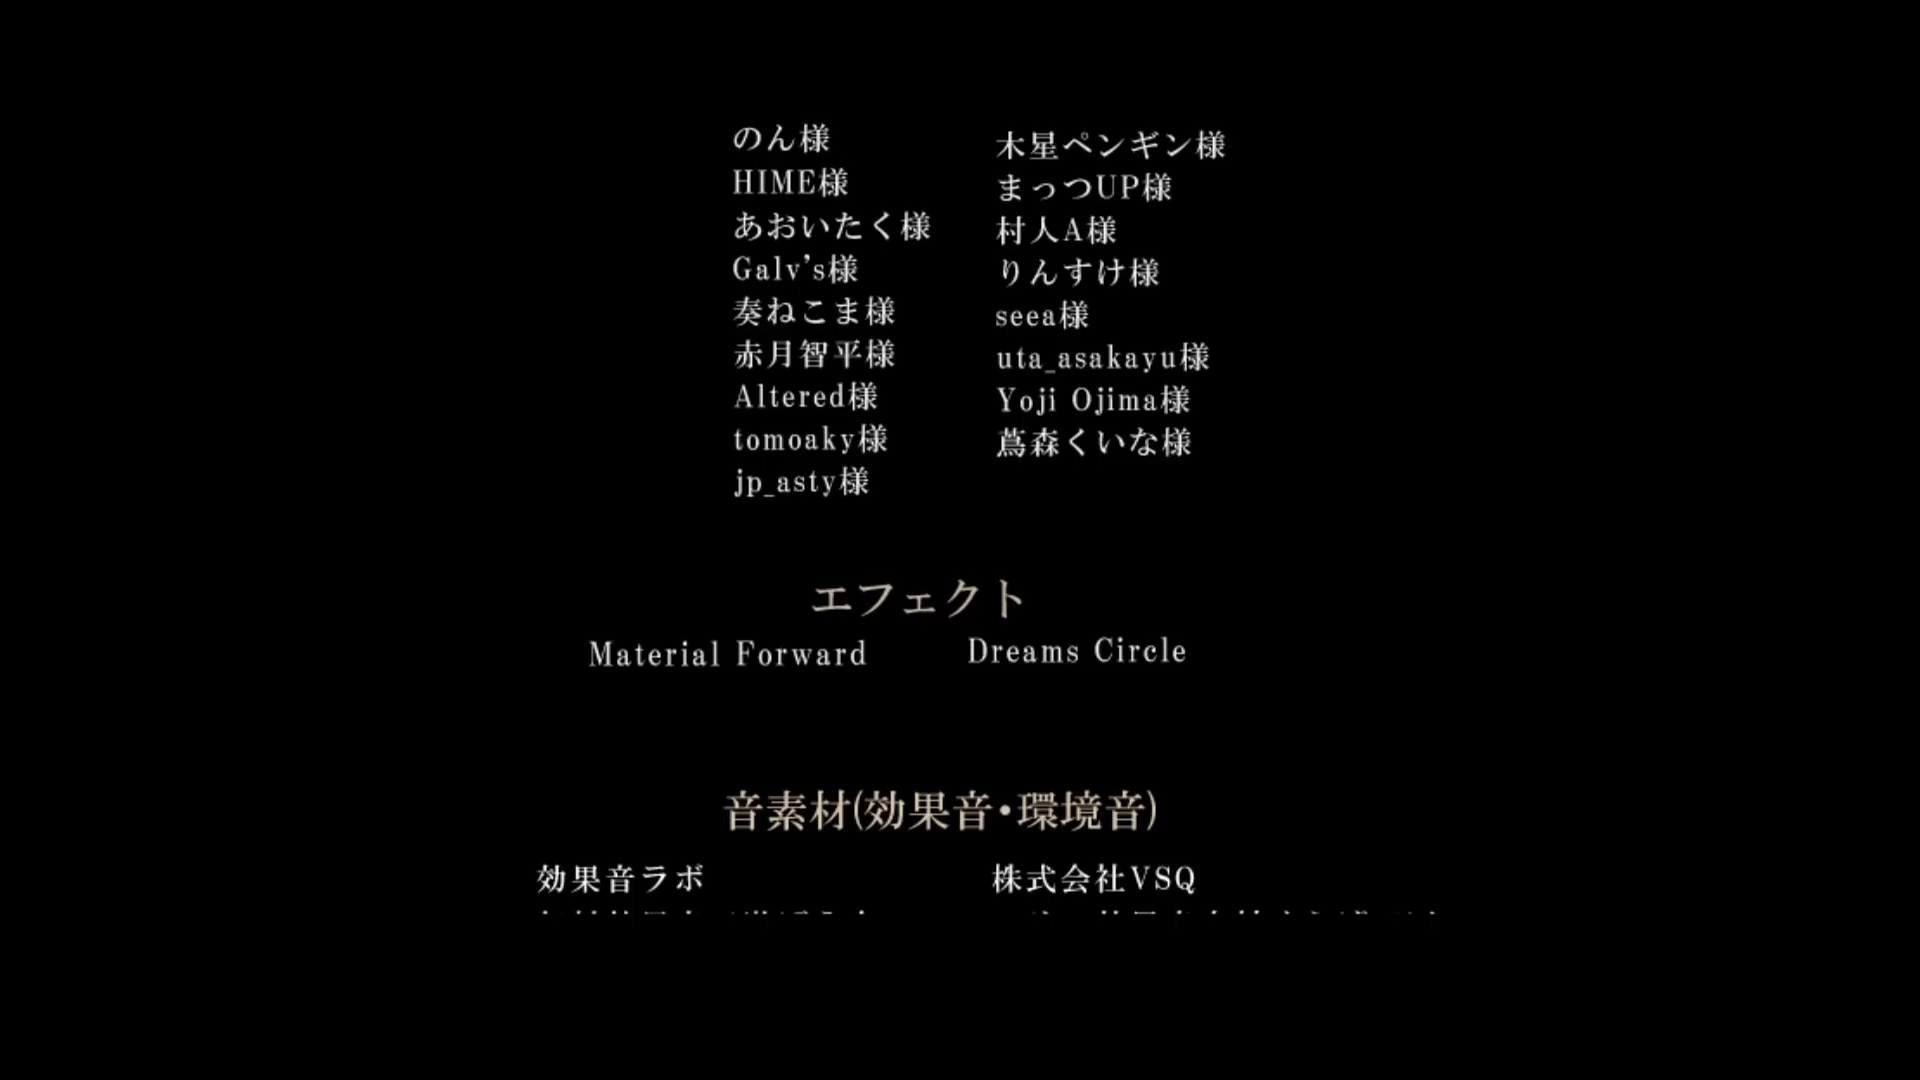 のん様
HIME様
あおいたく様
Galv's様
奏ねこま様
赤月智平様
Altered様
tomoaky様
jp_asty様
木星ペンギン様
まっつUP様
村人A様
りんすけ様
seea様
uta_asakayu様
Yoji Ojima様
蔦森くいな様
エフェクト
Material Forward
Dreams Circle
音素材(効果音・環境音)
効果音ラボ
株式会社VSQ